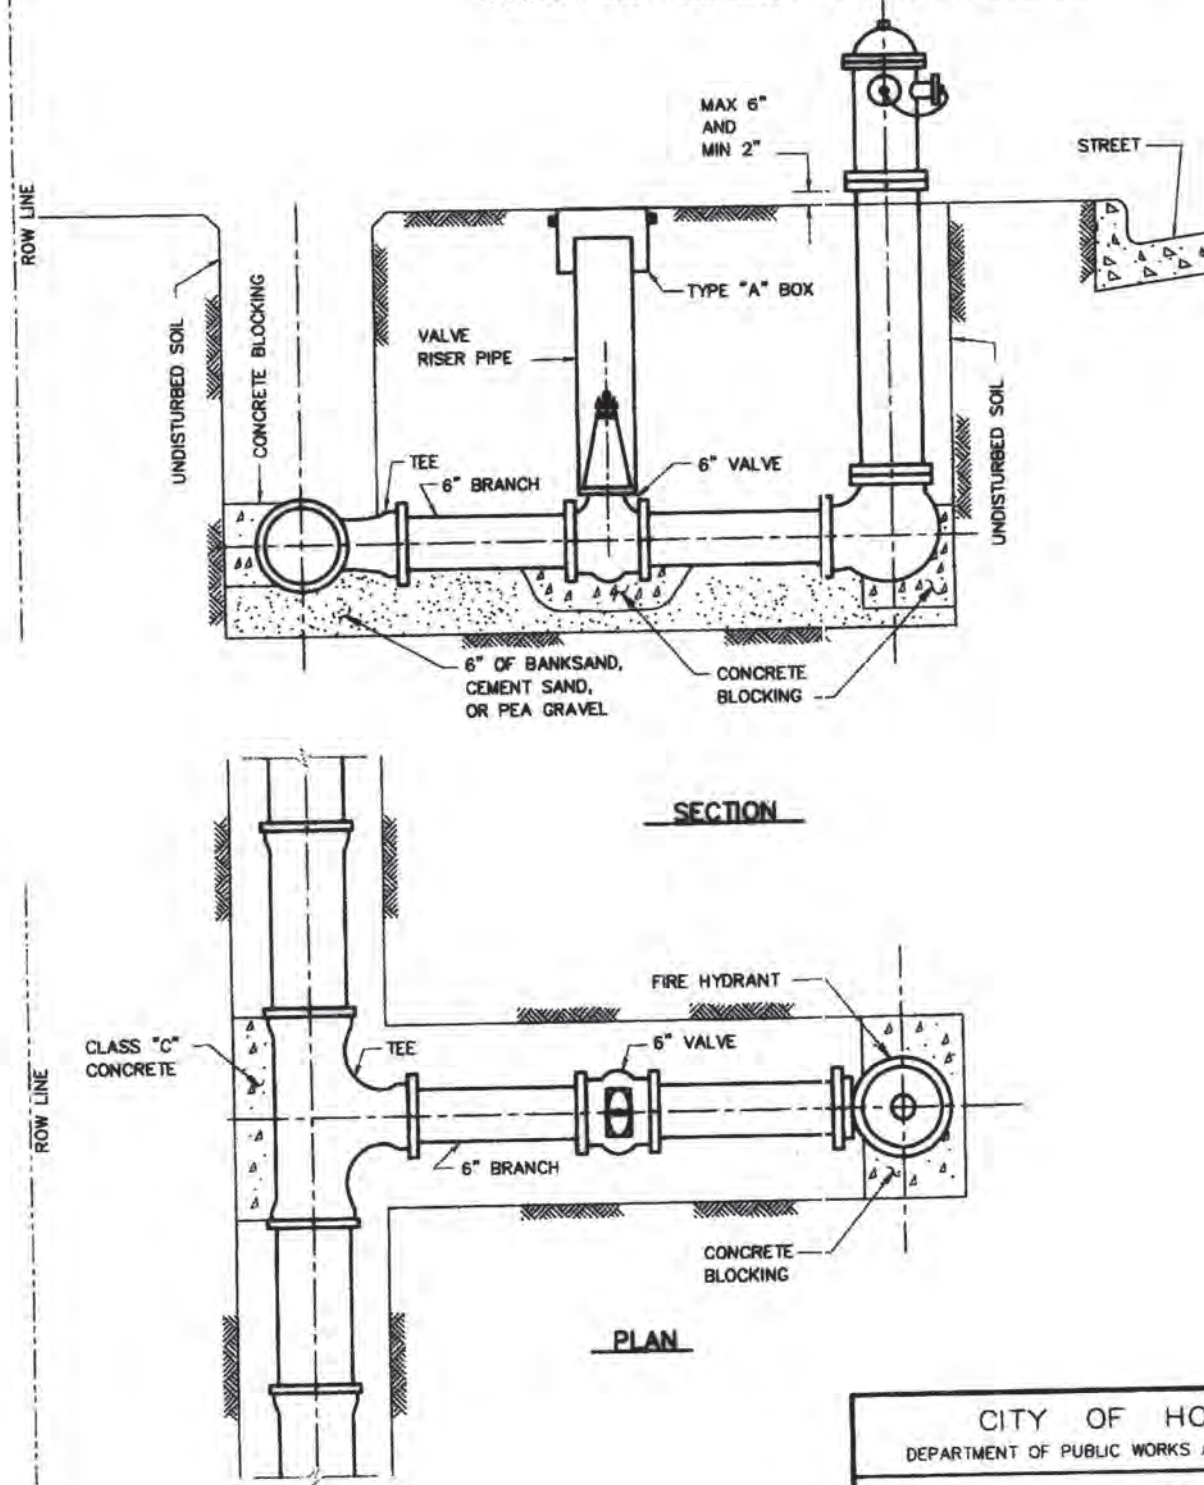 MAX 6"
AND
MIN 2"
STREET
ROW LINE
UNDISTURBED SOIL
CONCRETE BLOCKING
TYPE "A" BOX
VALVE
RISER PIPE
UNDISTURBED SOIL
TEE
6" BRANCH
6" VALVE
6" OF BANKSAND,
CEMENT SAND,
OR PEA GRAVEL
CONCRETE
BLOCKING
SECTION
FIRE HYDRANT
CLASS "C"
CONCRETE
TEE
6" VALVE
ROW LINE
6" BRANCH
CONCRETE
BLOCKING
PLAN
CITY OF HO
DEPARTMENT OF PUBLIC WORKS